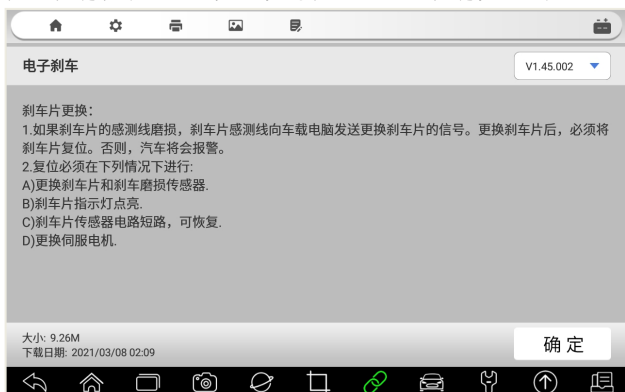 电子刹车
V1.45.002
刹车片更换：
1.如果刹车片的感测线磨损，刹车片感测线向车载电脑发送更换刹车片的信号。更换刹车片后，必须将
刹车片复位。否则，汽车将会报警。
2.复位必须在下列情况下进行:
A)更换刹车片和刹车磨损传感器.
B)刹车片指示灯点亮.
C)刹车片传感器电路短路，可恢复.
D)更换伺服电机.
大小: 9.26M
下载日期: 2021/03/08 02:09
确定